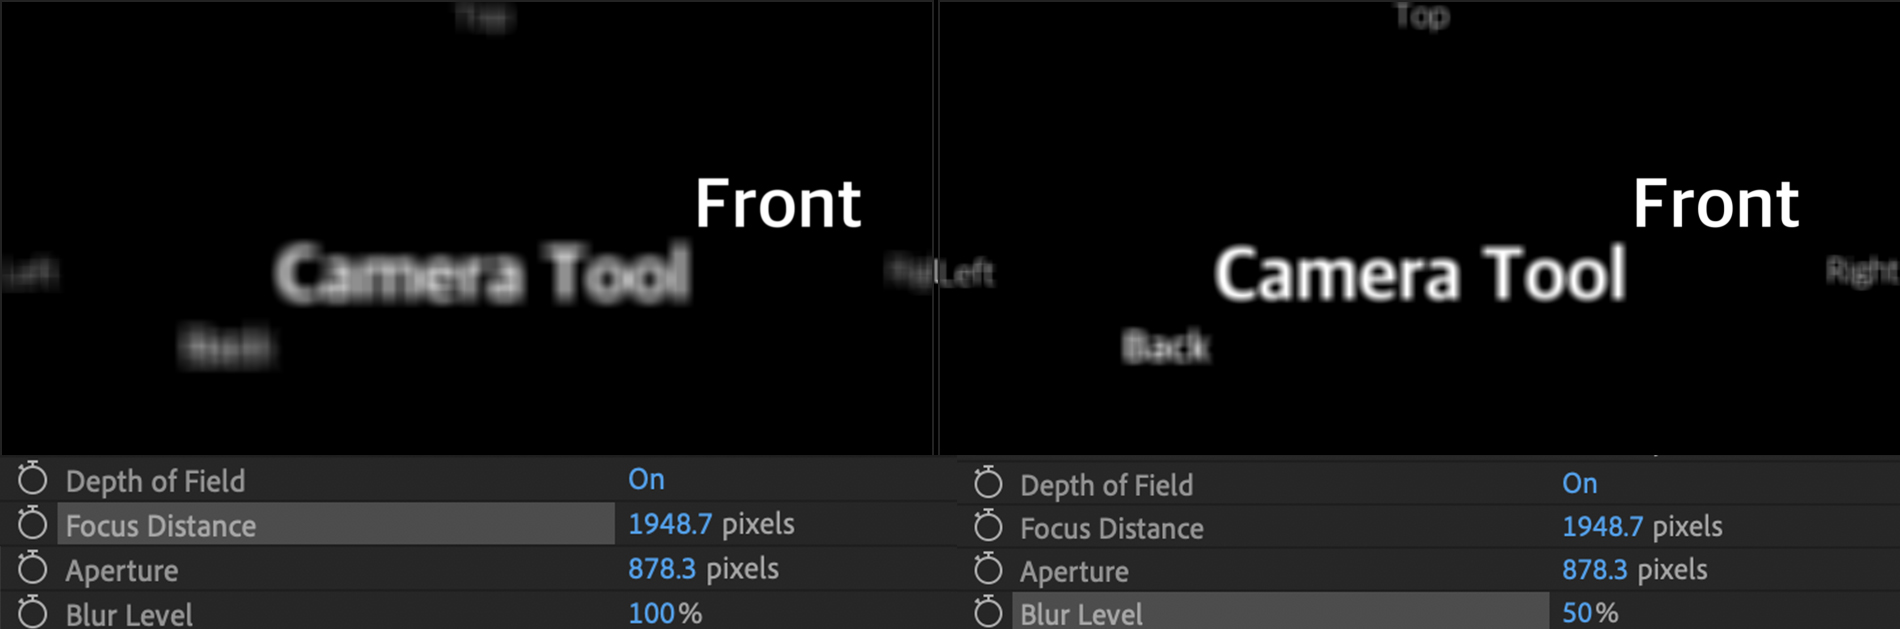 Top
Front
Camera Tool
Back
Depth of Field On
Focus Distance 1948.7 pixels
Aperture 878.3 pixels
Blur Level 100%
Top
Front
Left
Camera Tool
Right
Back
Depth of Field On
Focus Distance 1948.7 pixels
Aperture 878.3 pixels
Blur Level 50%